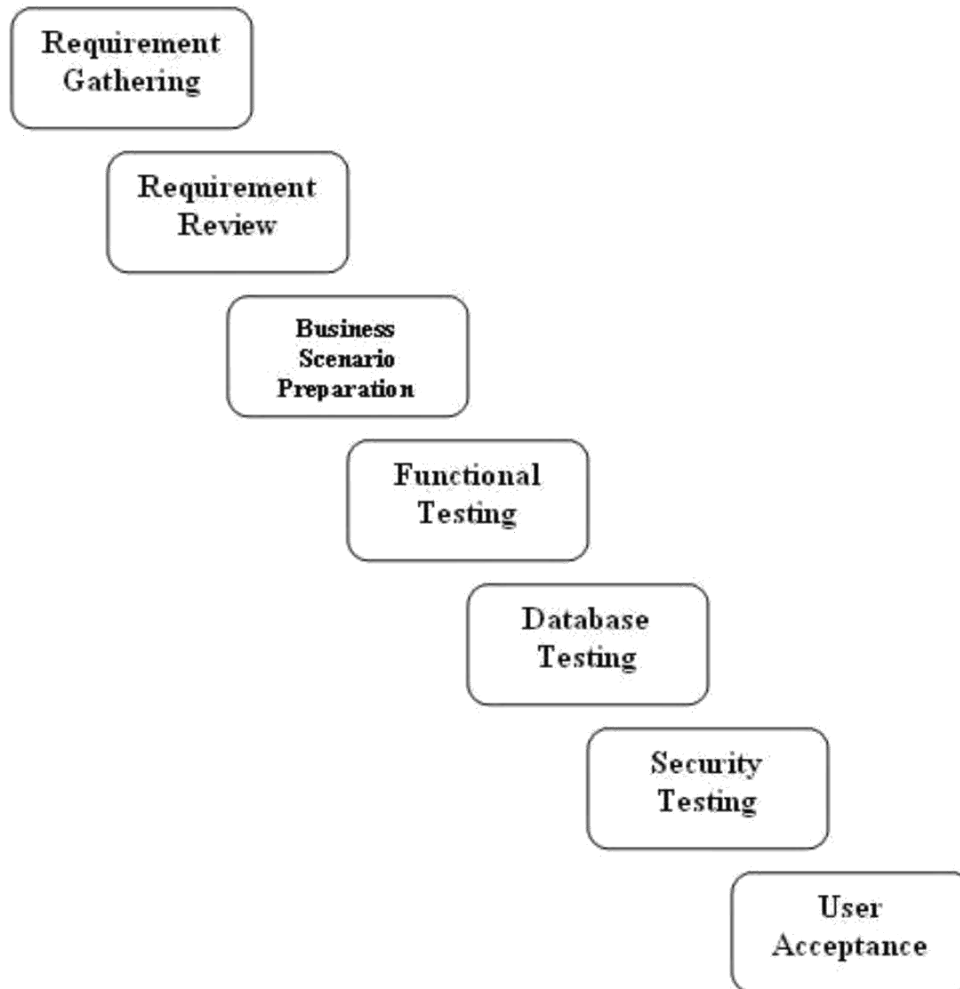 Requirement
Gathering
Requirement
Review
Business
Scenario
Preparation
Functional
Testing
Database
Testing
Security
Testing
User
Acceptance